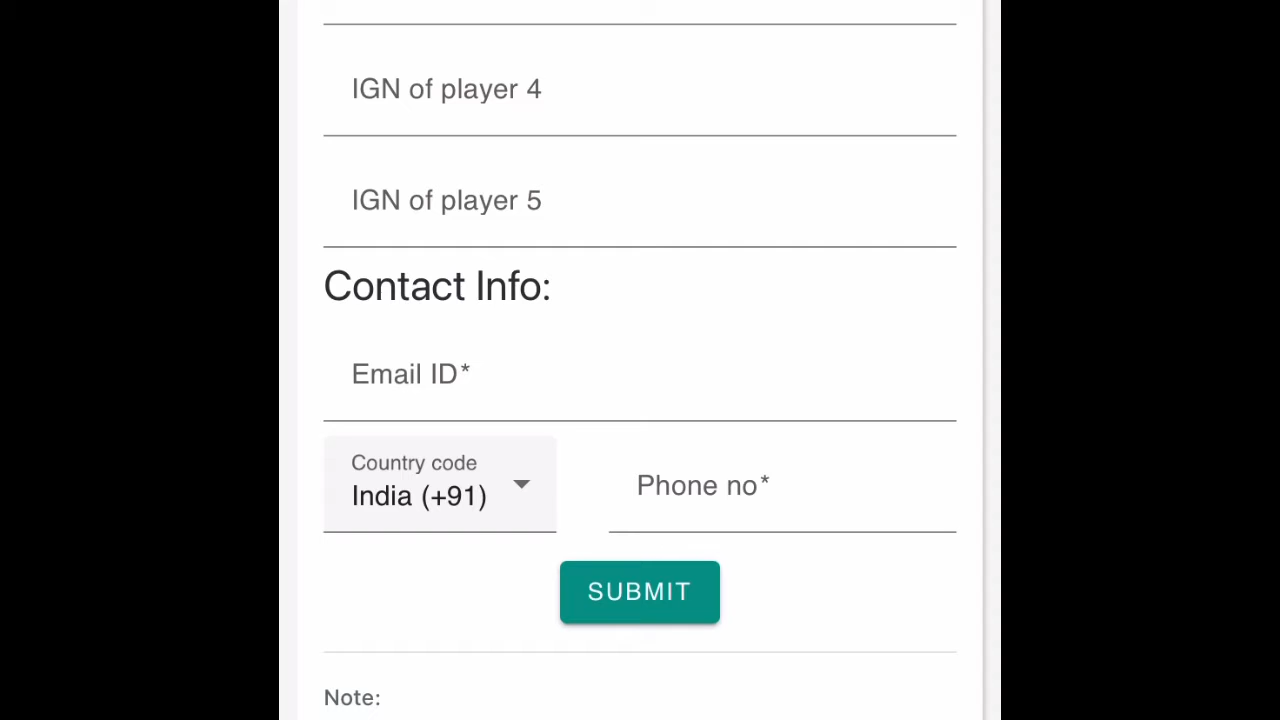 IGN of player 4
IGN of player 5
Contact Info:
Email ID*
Country code
India (+91)
Phone no*
SUBMIT
Note: